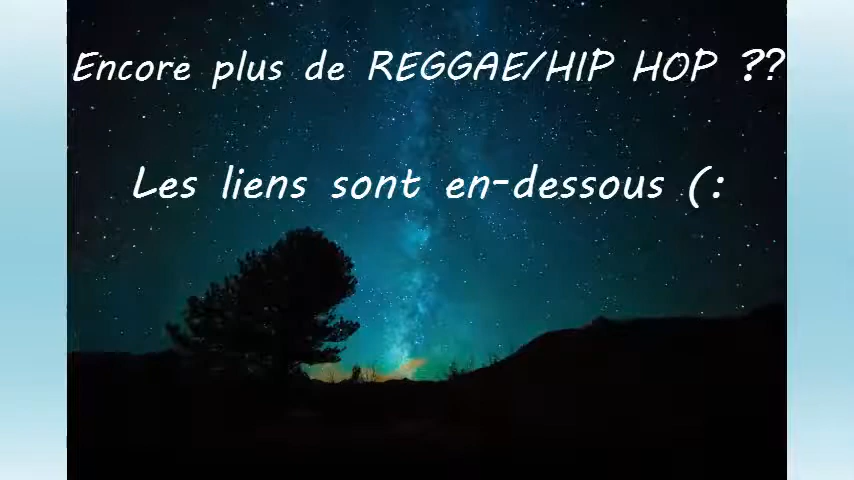 Encore plus de REGGAE/HIP HOP ??
Les liens sont en-dessous (: